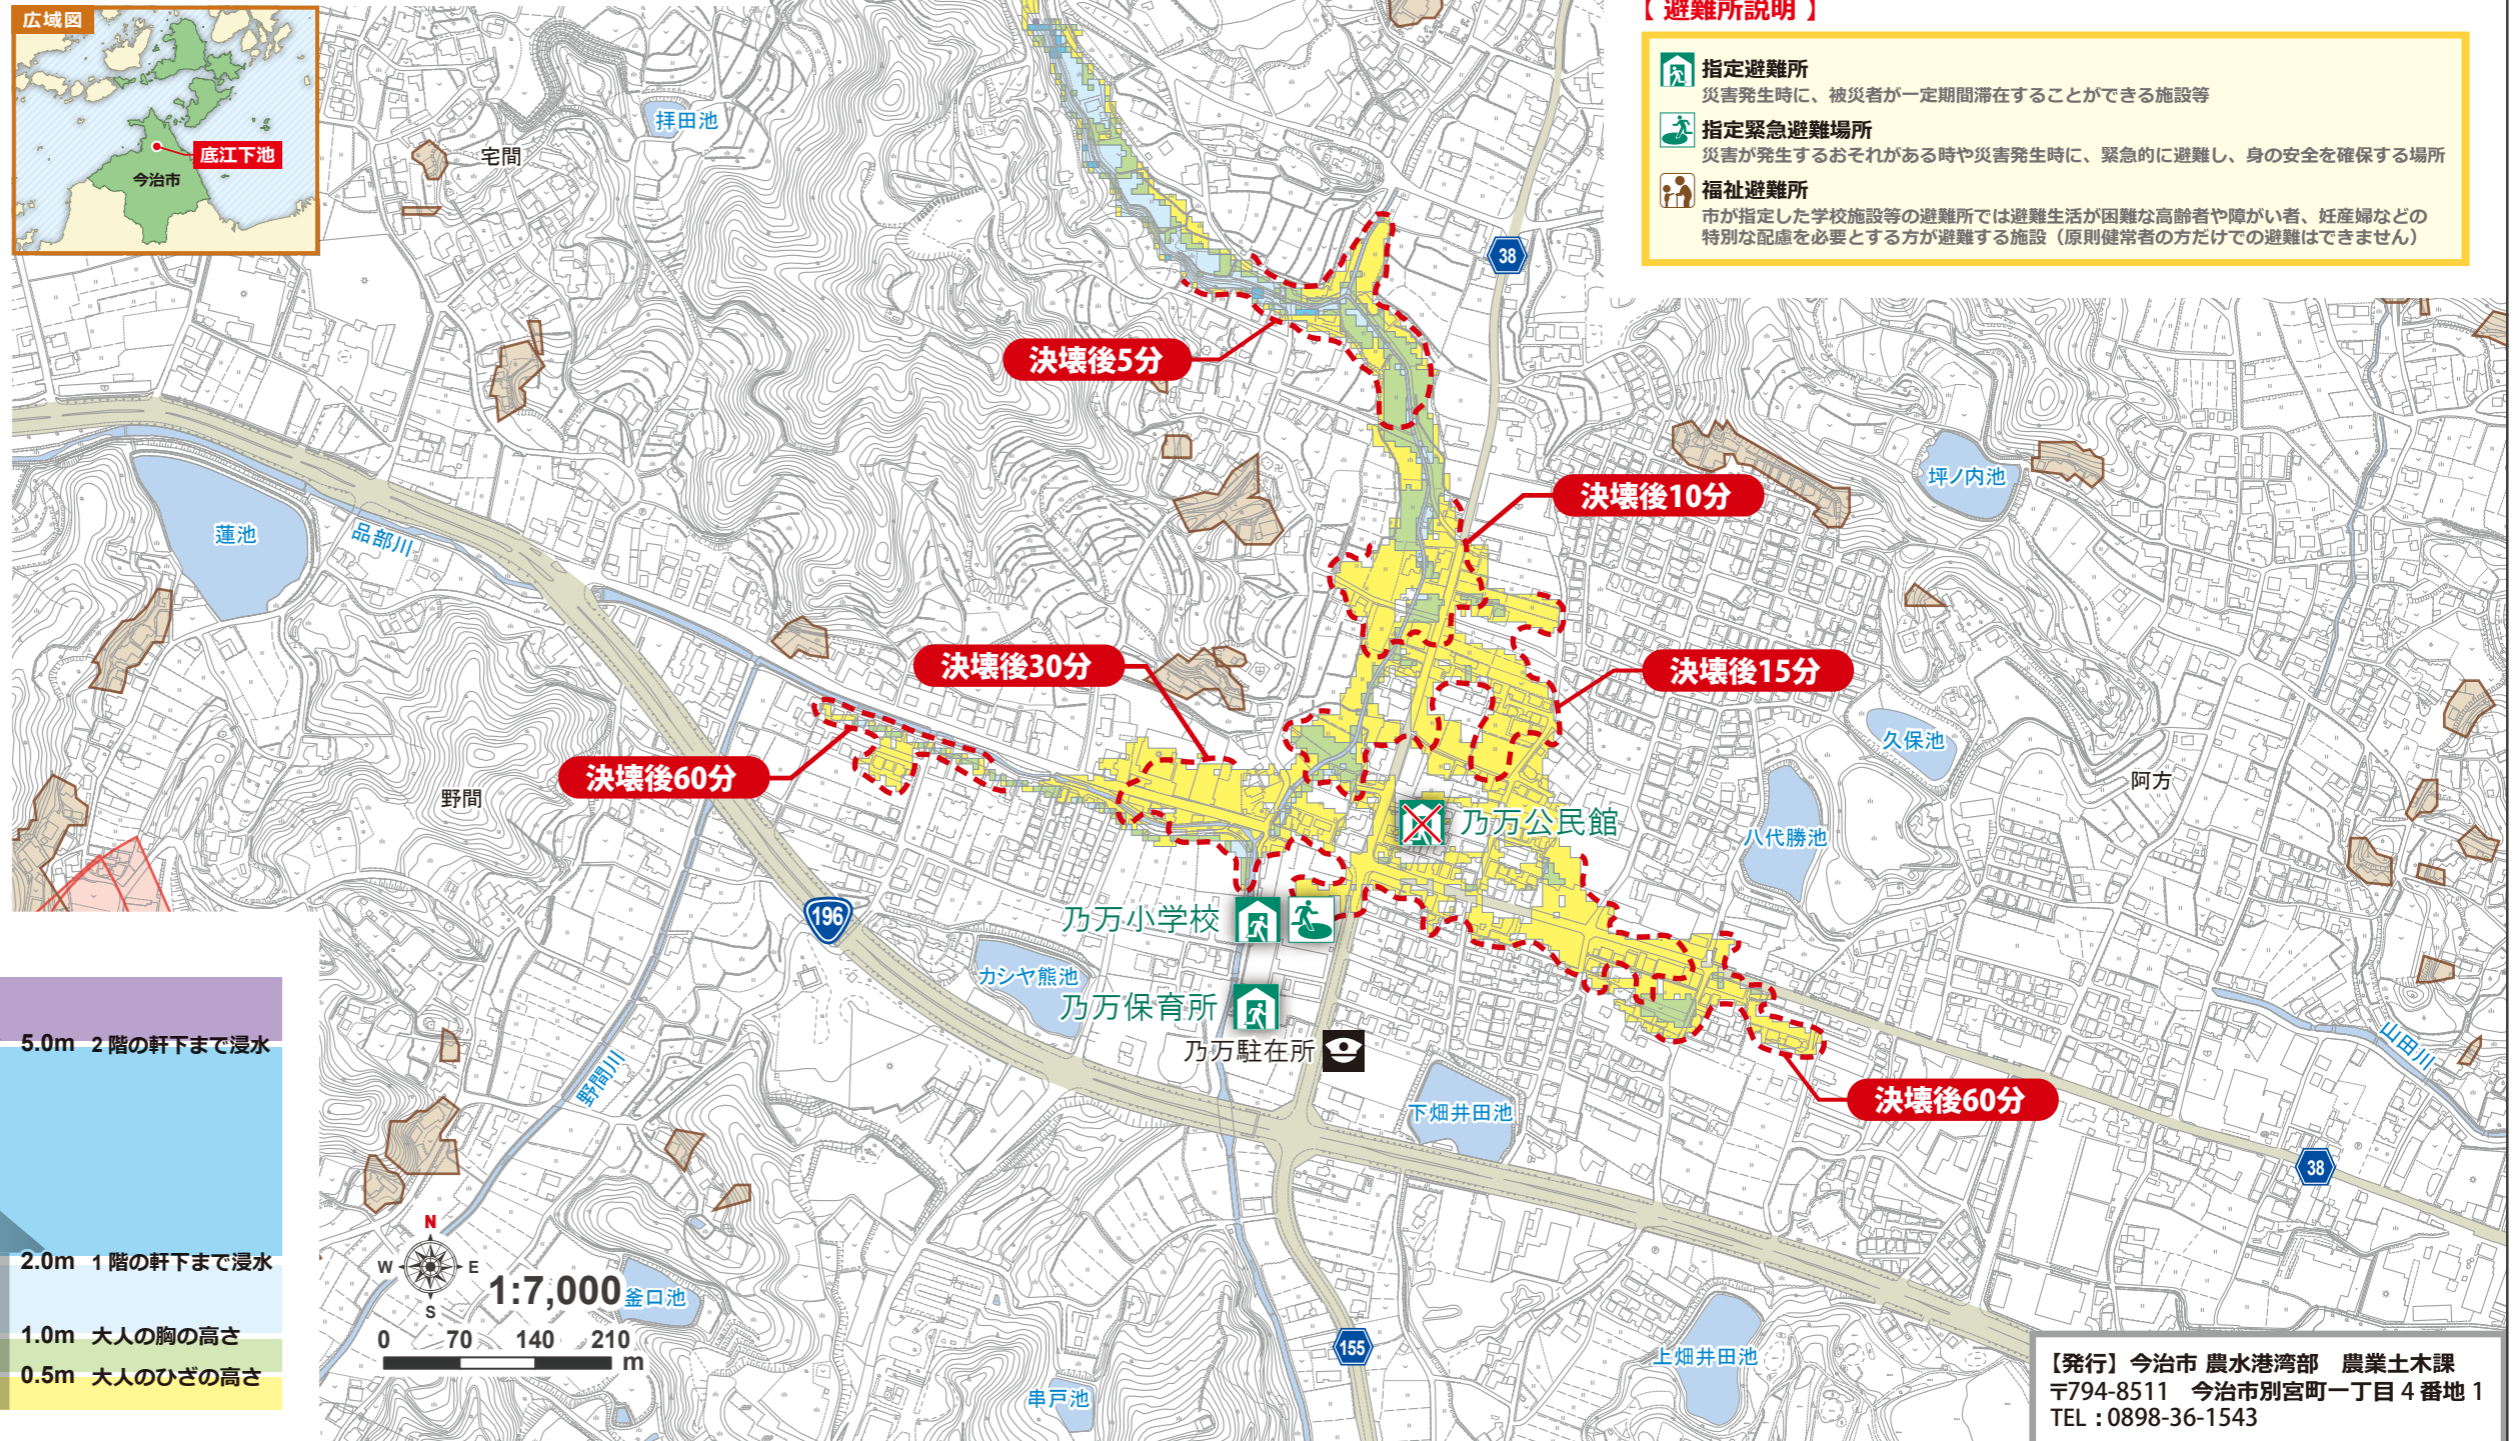 広域図
底江下池
今治市
【 避難所説明 】
指定避難所
災害発生時に、被災者が一定期間滞在することができる施設等
指定緊急避難場所
災害が発生するおそれがある時や災害発生時に、緊急的に避難し、身の安全を確保する場所
福祉避難所
市が指定した学校施設等の避難所では避難生活が困難な高齢者や障がい者、妊産婦などの
特別な配慮を必要とする方が避難する施設（原則健常者の方だけでの避難はできません）
拝田池
宅間
38
決壊後5分
決壊後10分
坪ノ内池
蓮池
品部川
決壊後30分
決壊後15分
久保池
決壊後60分
野間
阿方
乃万公民館
八代勝池
196
乃万小学校
カシヤ熊池
乃万保育所
乃万駐在所
山田川
野間川
下畑井田池
決壊後60分
38
5.0m 2階の軒下まで浸水
2.0m 1階の軒下まで浸水
1.0m 大人の胸の高さ
0.5m 大人のひざの高さ
N
W E
S
1:7,000
釜口池
0 70 140 210
m
155
串戸池
上畑井田池
【発行】今治市 農水港湾部　農業土木課
〒794-8511　今治市別宮町一丁目4番地1
TEL：0898-36-1543